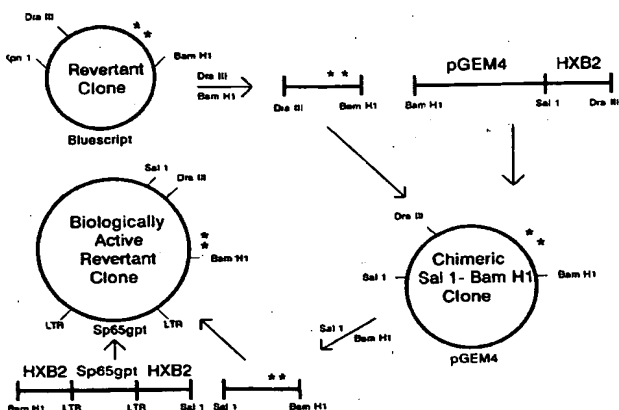 Dra III
* *
Kpn 1
Bam H1
Revertant
Clone
Bluescript
Dra III
Bam H1
* *
Dra III
Bam H1
pGEM4
HXB2
Bam H1
Sal 1
Dra III
Sal 1
Dra III
Biologically
Active
Revertant
Clone
* *
Bam H1
LTR
LTR
Sp65gpt
Dra III
* *
Chimeric
Sal 1- Bam H1
Clone
Sal 1
Bam H1
pGEM4
Sal 1
Bam H1
HXB2
Sp65gpt
HXB2
Bam H1
LTR
LTR
Sal 1
**
Sal 1
Bam H1